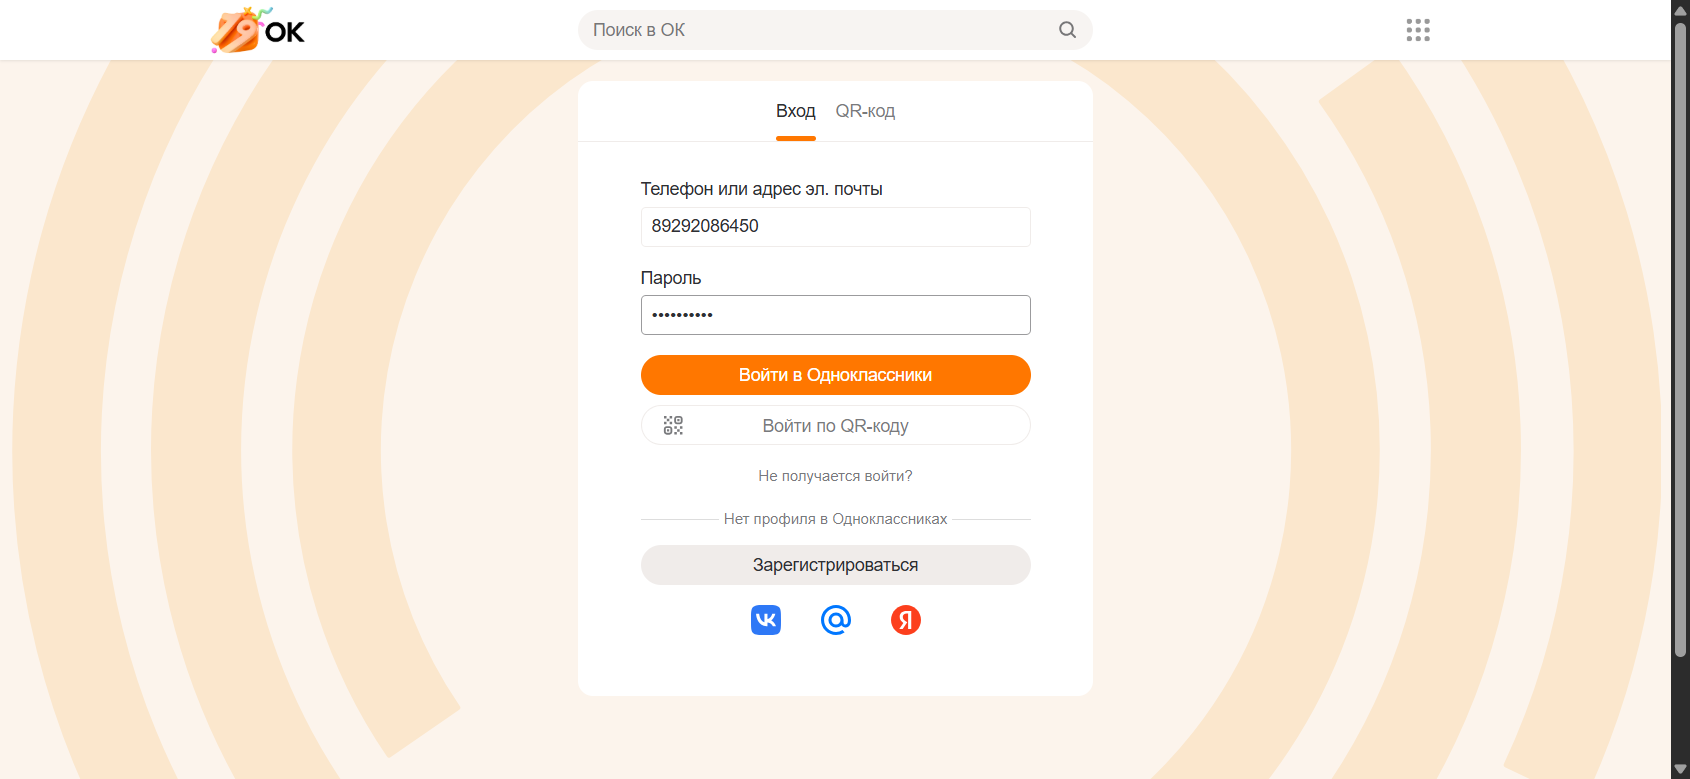 19 OK
Поиск в ОК
Вход QR-код
Телефон или адрес эл. почты
89292086450
Пароль
••••••••••
Войти в Одноклассники
Войти по QR-коду
Не получается войти?
Нет профиля в Одноклассниках
Зарегистрироваться
VK @ Я